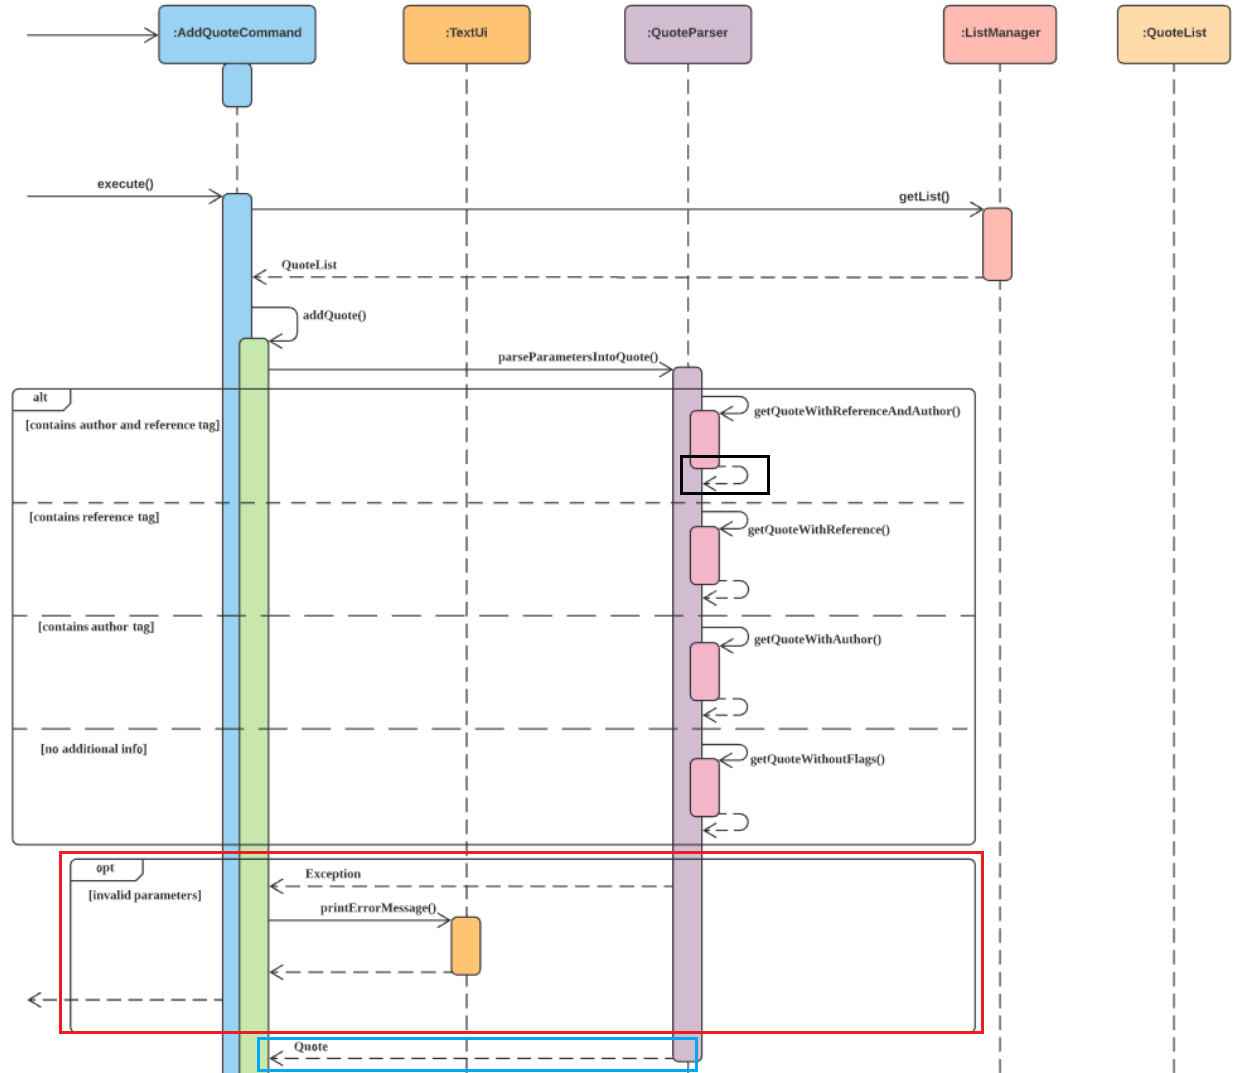 :AddQuoteCommand
:TextUi
:QuoteParser
:ListManager
:QuoteList
execute()
getList()
QuoteList
addQuote()
parseParametersIntoQuote()
alt
getQuoteWithReferenceAndAuthor()
[contains author and reference tag]
[contains reference tag]
getQuoteWithReference()
[contains author tag]
getQuoteWithAuthor()
[no additional info]
getQuoteWithoutFlags()
opt
Exception
[invalid parameters]
printErrorMessage()
Quote